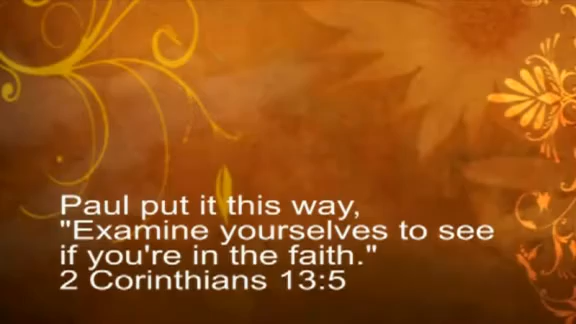 Paul put it this way,
"Examine yourselves to see
if you're in the faith."
2 Corinthians 13:5